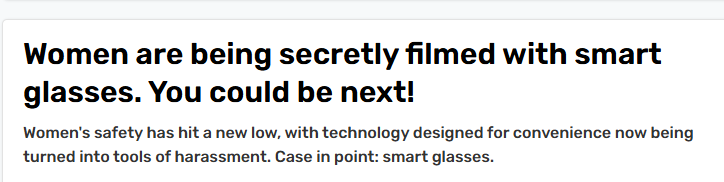 Women are being secretly filmed with smart
glasses. You could be next!
Women's safety has hit a new low, with technology designed for convenience now being
turned into tools of harassment. Case in point: smart glasses.